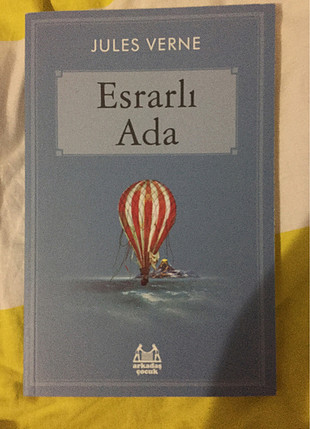 JULES VERNE
Esrarlı
Ada
arkadaş
çocuk